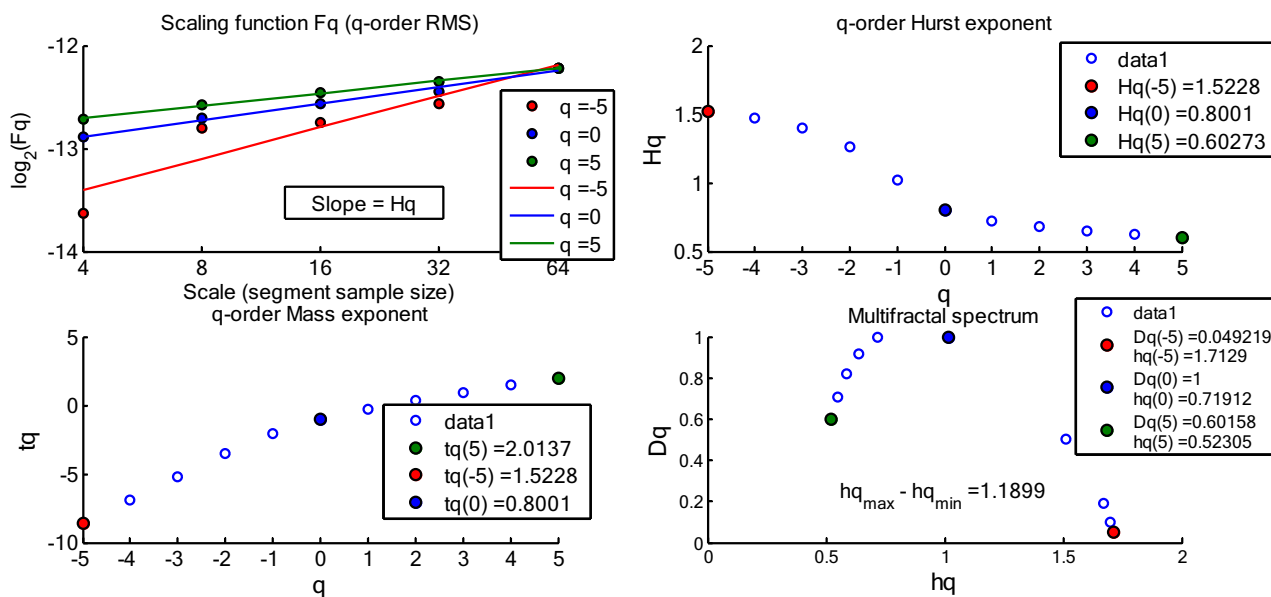 Scaling function Fq (q-order RMS)
-12
-13
-14
log2(Fq)
q =-5
q =0
q =5
q =-5
q =0
q =5
Slope = Hq
4 8 16 32 64
Scale (segment sample size)
q-order Hurst exponent
2
1.5
1
0.5
Hq
data1
Hq(-5) =1.5228
Hq(0) =0.8001
Hq(5) =0.60273
-5 -4 -3 -2 -1 0 1 2 3 4 5
q
q-order Mass exponent
5
0
-5
-10
tq
data1
tq(5) =2.0137
tq(-5) =1.5228
tq(0) =0.8001
-5 -4 -3 -2 -1 0 1 2 3 4 5
q
Multifractal spectrum
1
0.8
0.6
0.4
0.2
0
Dq
data1
Dq(-5) =0.049219
hq(-5) =1.7129
Dq(0) =1
hq(0) =0.71912
Dq(5) =0.60158
hq(5) =0.52305
hqmax - hqmin =1.1899
0 0.5 1 1.5 2
hq